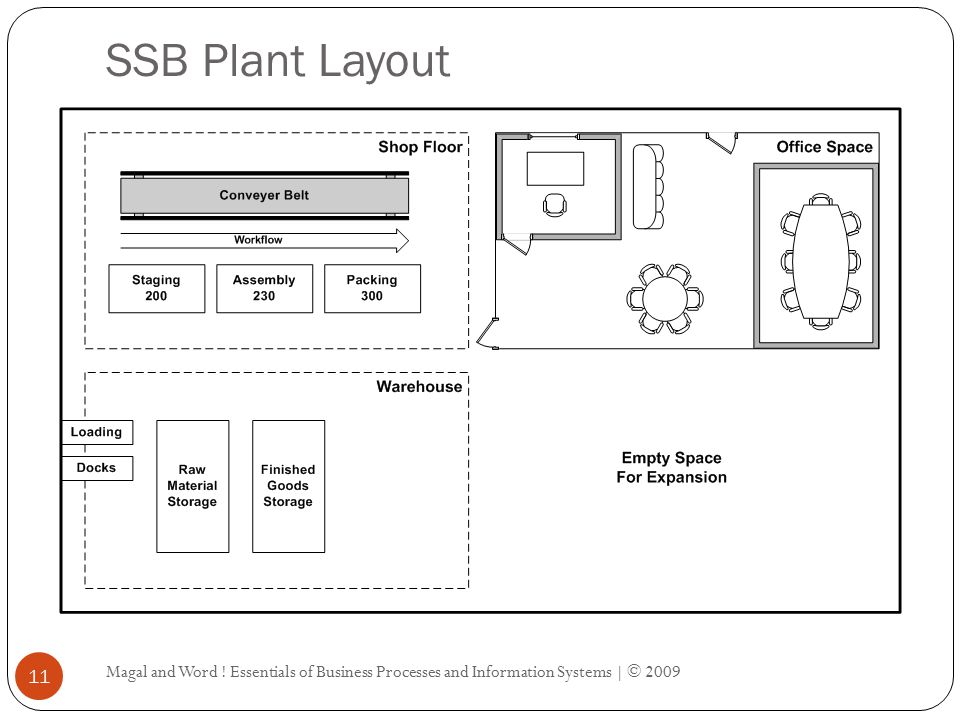 SSB Plant Layout
Shop Floor
Conveyer Belt
Workflow
Staging
200
Assembly
230
Packing
300
Office Space
Warehouse
Loading
Docks
Raw
Material
Storage
Finished
Goods
Storage
Empty Space
For Expansion
11
Magal and Word ! Essentials of Business Processes and Information Systems | © 2009